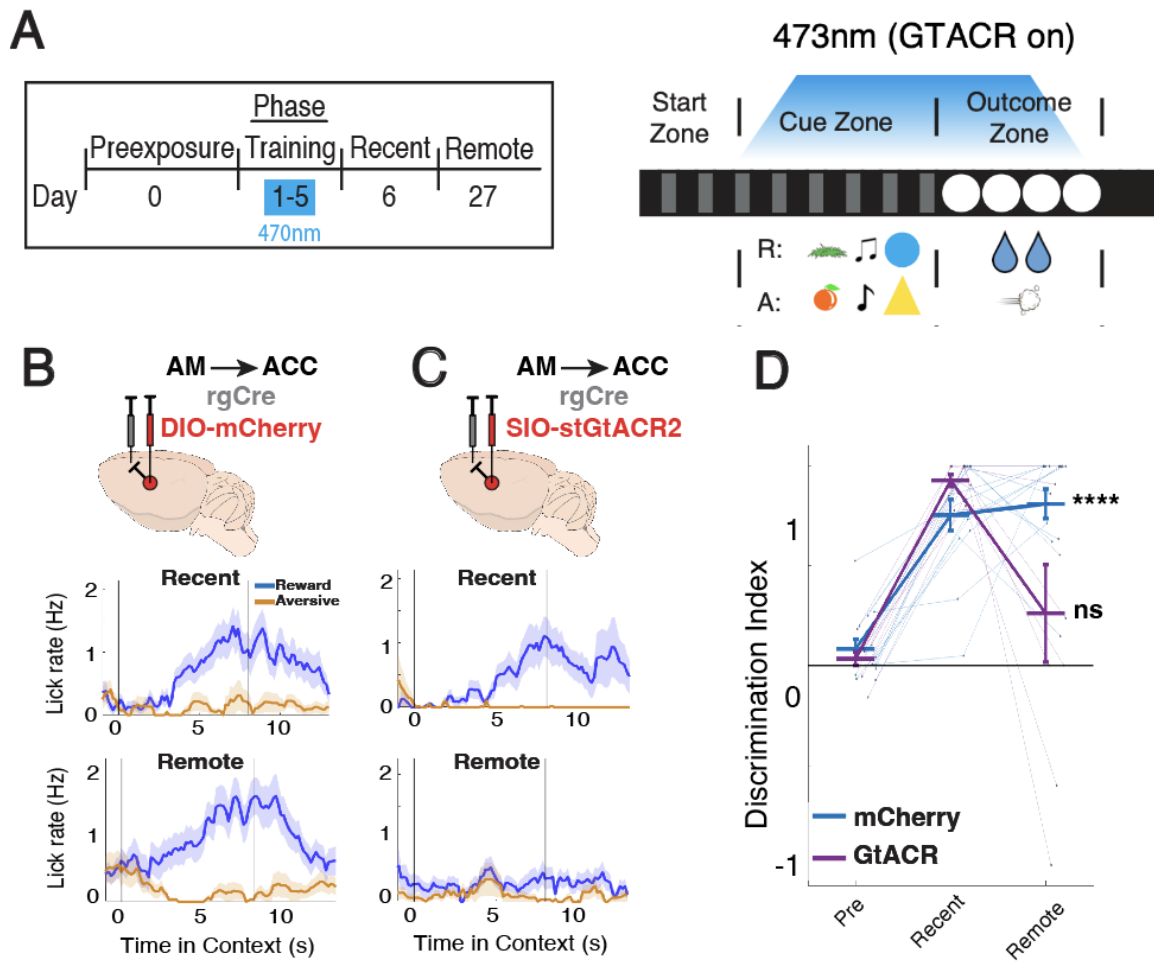 A
Phase
Preexposure Training Recent Remote
Day 0 1-5 6 27
470nm
473nm (GTACR on)
Start Zone
Cue Zone
Outcome Zone
R:
A:
B
AM → ACC
rgCre
DIO-mCherry
Recent
Reward
Aversive
Lick rate (Hz)
2
1
0
0 5 10
Remote
Lick rate (Hz)
2
1
0
0 5 10
Time in Context (s)
C
AM → ACC
rgCre
SIO-stGtACR2
Recent
2
1
0
0 5 10
Remote
2
1
0
0 5 10
Time in Context (s)
D
Discrimination Index
1
0
-1
****
ns
mCherry
GtACR
Pre
Recent
Remote